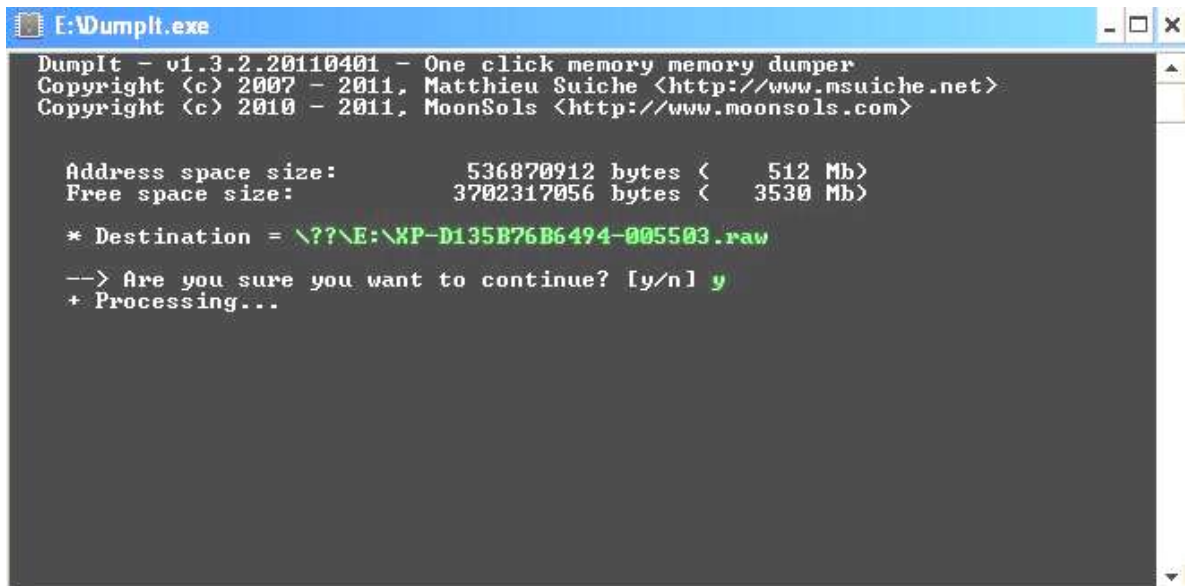 E:\DumpIt.exe
DumpIt - v1.3.2.20110401 - One click memory memory dumper
Copyright (c) 2007 - 2011, Matthieu Suiche <http://www.msuiche.net>
Copyright (c) 2010 - 2011, MoonSols <http://www.moonsols.com>
Address space size: 536870912 bytes ( 512 Mb)
Free space size: 3702317056 bytes ( 3530 Mb)
* Destination = \??\E:\XP-D135B76B6494-005503.raw
--> Are you sure you want to continue? [y/n] y
+ Processing...